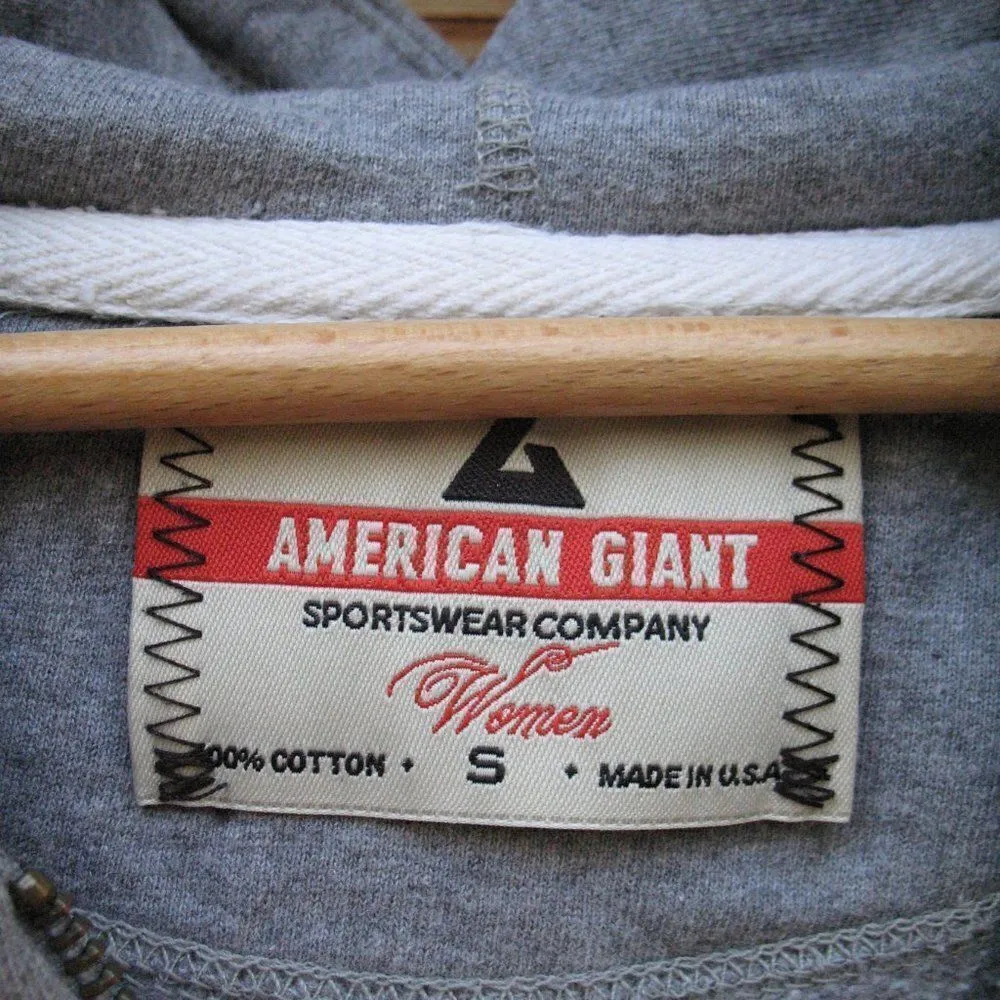 AMERICAN GIANT
SPORTSWEAR COMPANY
Women
00% COTTON • S • MADE IN U.S.A